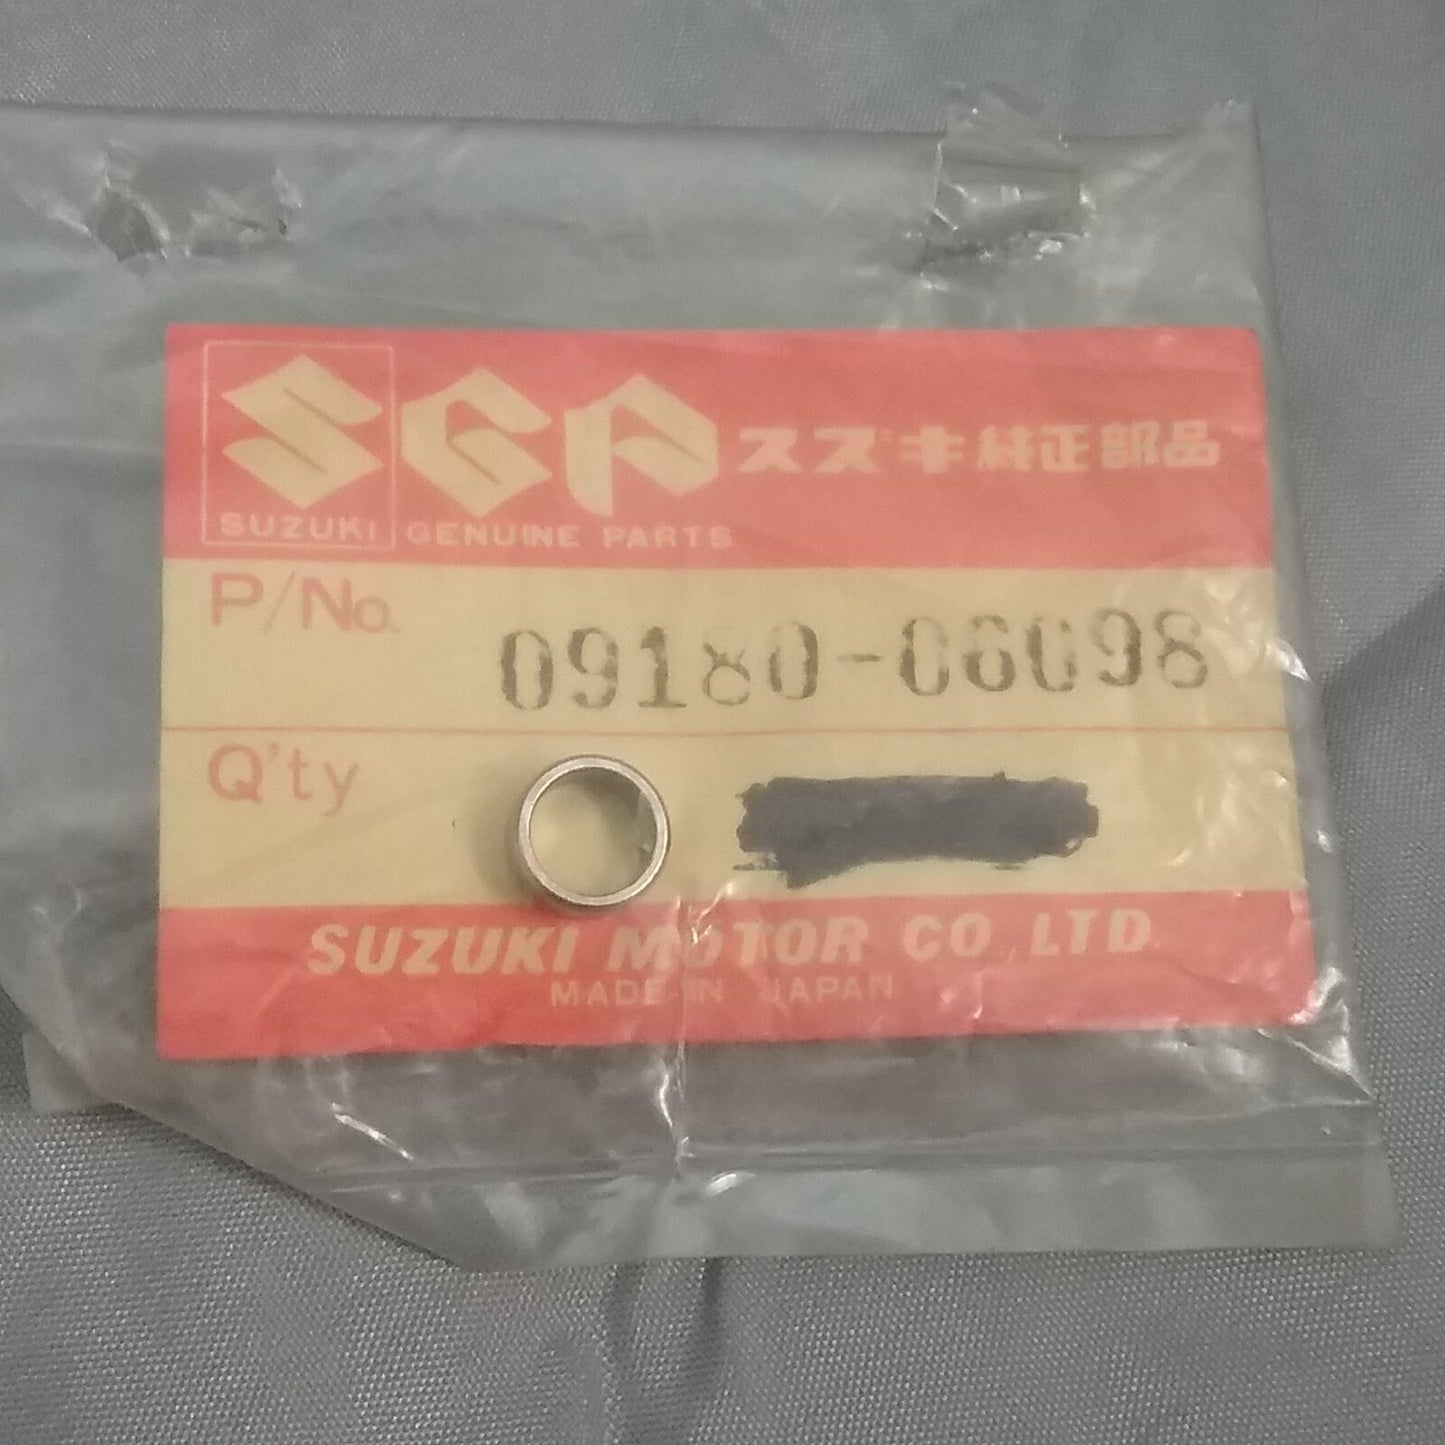 SGP スズキ純正部品
SUZUKI GENUINE PARTS
P/No. 09180-06098
Q'ty
SUZUKI MOTOR CO., LTD.
MADE IN JAPAN